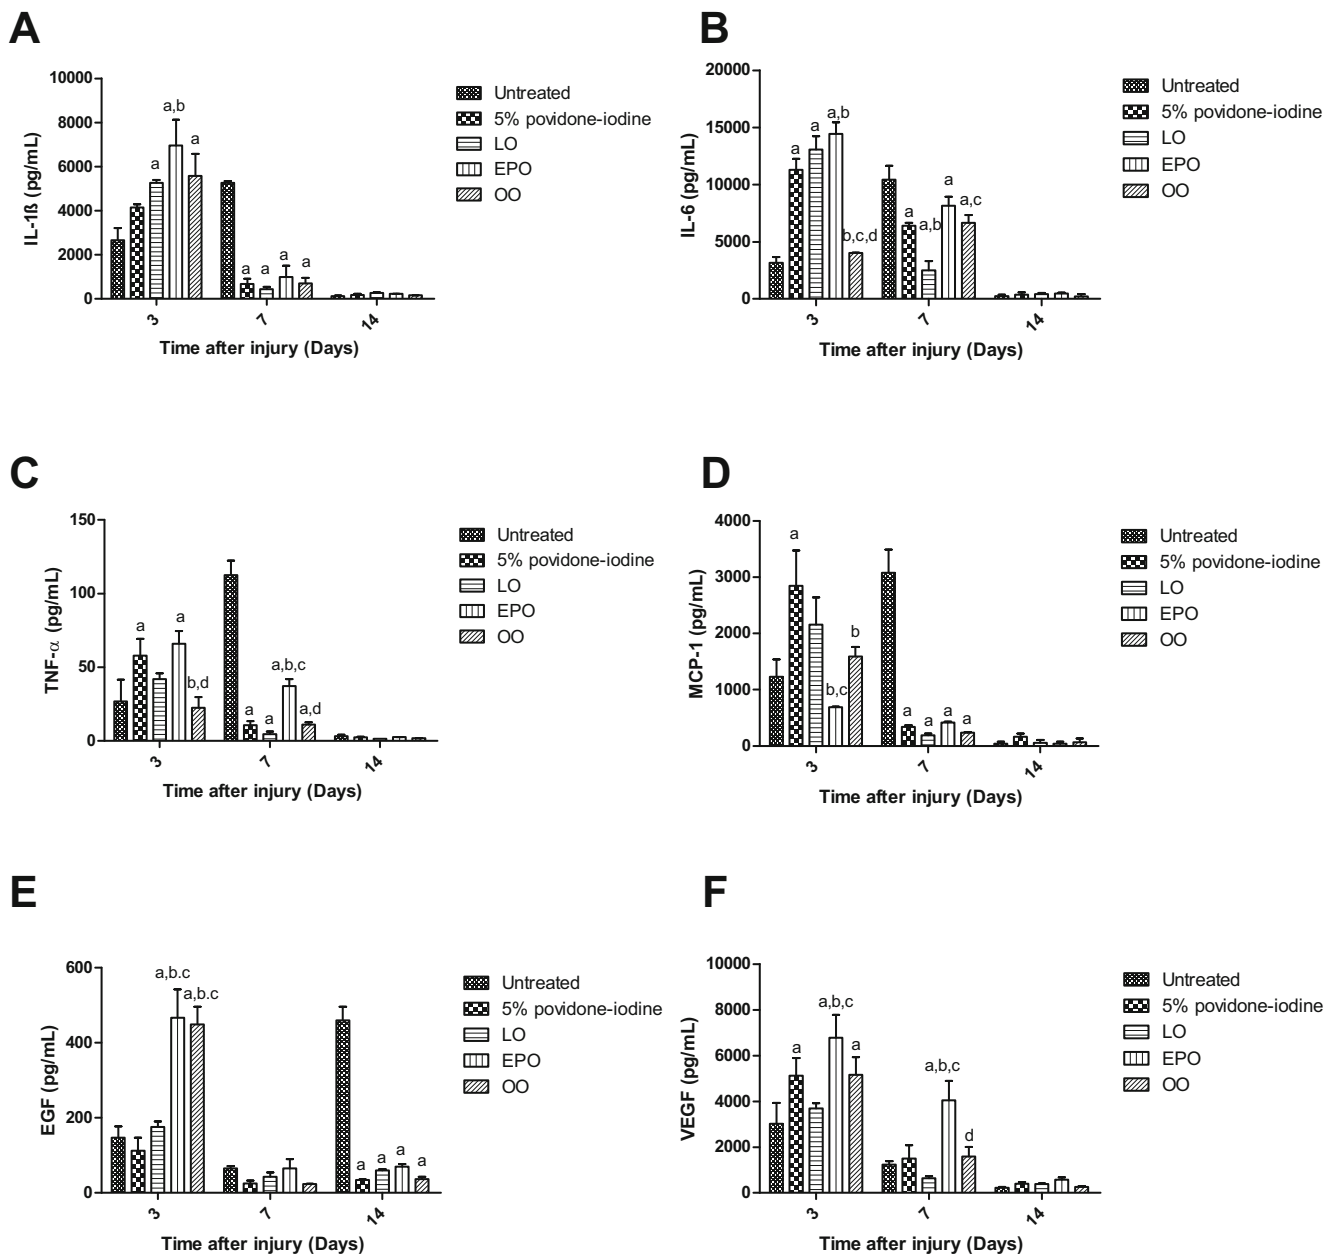 A
IL-1ß (pg/mL)
10000
8000
6000
4000
2000
0
a
a,b
a
a
a
a
a
3
7
14
Time after injury (Days)
Untreated
5% povidone-iodine
LO
EPO
OO
B
IL-6 (pg/mL)
20000
15000
10000
5000
0
a
a
a,b
b,c,d
a
a,b
a
a,c
3
7
14
Time after injury (Days)
Untreated
5% povidone-iodine
LO
EPO
OO
C
TNF-α (pg/mL)
150
100
50
0
a
a
b,d
a
a
a,b,c
a,d
3
7
14
Time after injury (Days)
Untreated
5% povidone-iodine
LO
EPO
OO
D
MCP-1 (pg/mL)
4000
3000
2000
1000
0
a
b,c
b
a
a
a
a
3
7
14
Time after injury (Days)
Untreated
5% povidone-iodine
LO
EPO
OO
E
EGF (pg/mL)
600
400
200
0
a,b.c
a,b.c
a
a
a
a
3
7
14
Time after injury (Days)
Untreated
5% povidone-iodine
LO
EPO
OO
F
VEGF (pg/mL)
10000
8000
6000
4000
2000
0
a
a,b,c
a
a,b,c
d
3
7
14
Time after injury (Days)
Untreated
5% povidone-iodine
LO
EPO
OO